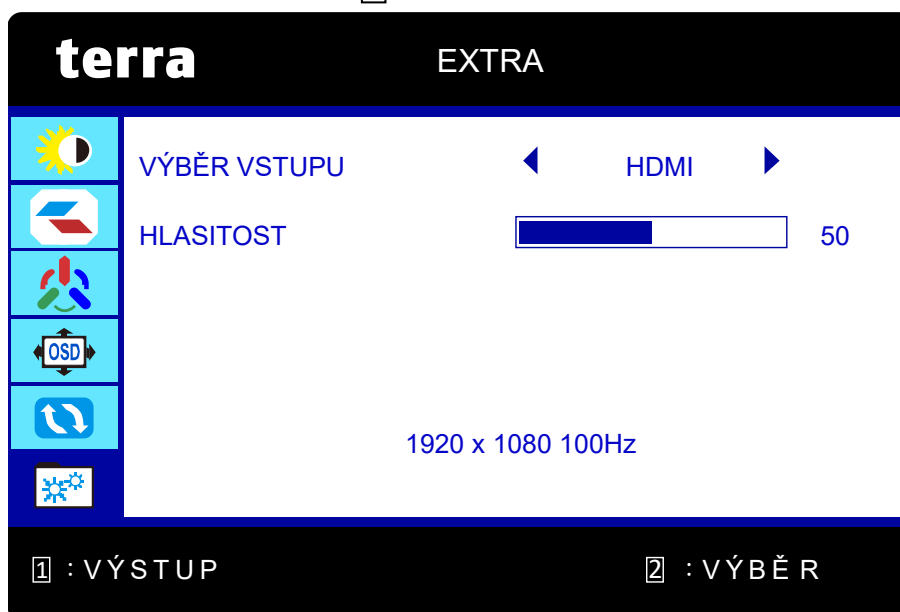 terra EXTRA
VÝBĚR VSTUPU HDMI
HLASITOST 50
OSD
1920 x 1080 100Hz
1 : VÝSTUP 2 : VÝBĚR